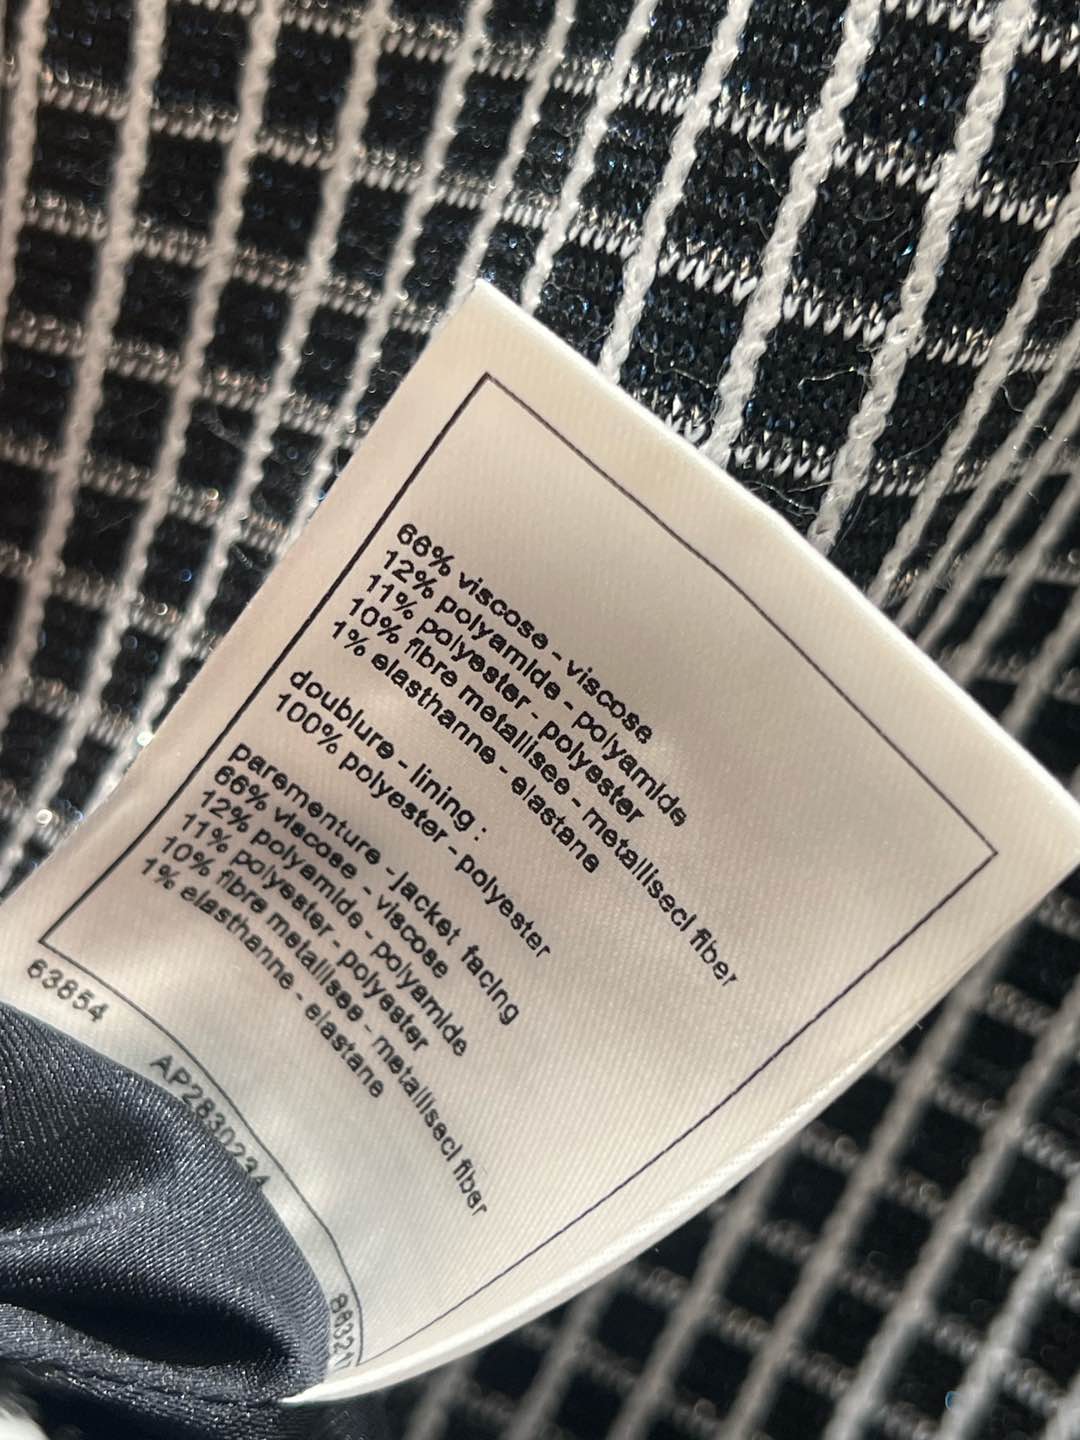 66% viscose - viscose
12% polyamide - polyamide
11% polyester - polyester
10% fibre metallisee - metallisecl fiber
1% elasthanne - elastane
doublure - lining :
100% polyester - polyester
parementure - jacket facing
66% viscose - viscose
12% polyamide - polyamide
11% polyester - polyester
10% fibre metallisee - metallisecl fiber
1% elasthanne - elastane
63854
AP2830234